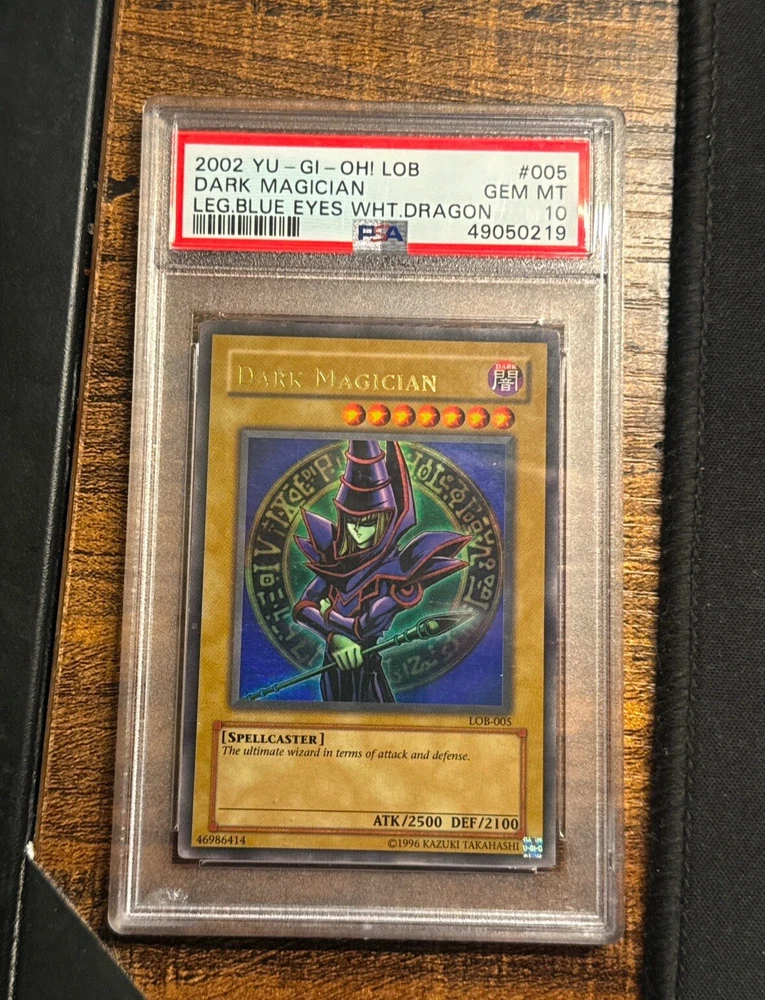 2002 YU-GI-OH! LOB #005
DARK MAGICIAN GEM MT
LEG.BLUE EYES WHT.DRAGON 10
PSA 49050219
DARK MAGICIAN
DARK
闇
LOB-005
[SPELLCASTER]
The ultimate wizard in terms of attack and defense.
ATK/2500 DEF/2100
46986414 ©1996 KAZUKI TAKAHASHI